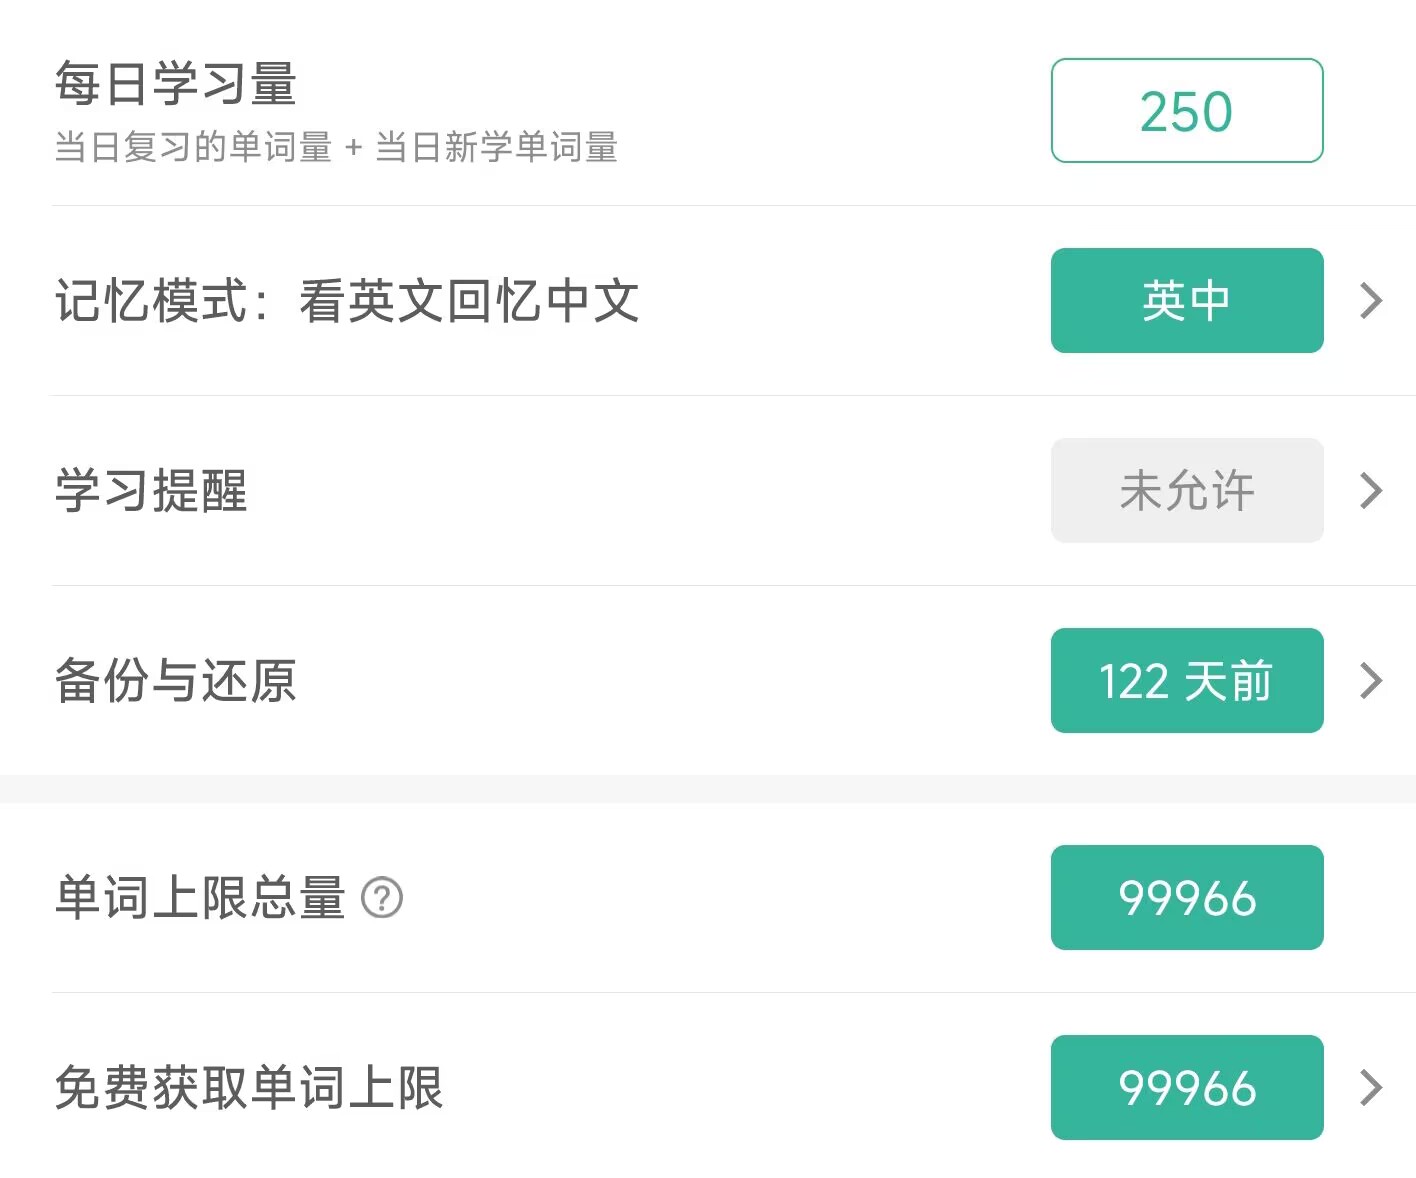 每日学习量
250
当日复习的单词量 + 当日新学单词量
记忆模式：看英文回忆中文
英中
学习提醒
未允许
备份与还原
122 天前
单词上限总量 ?
99966
免费获取单词上限
99966